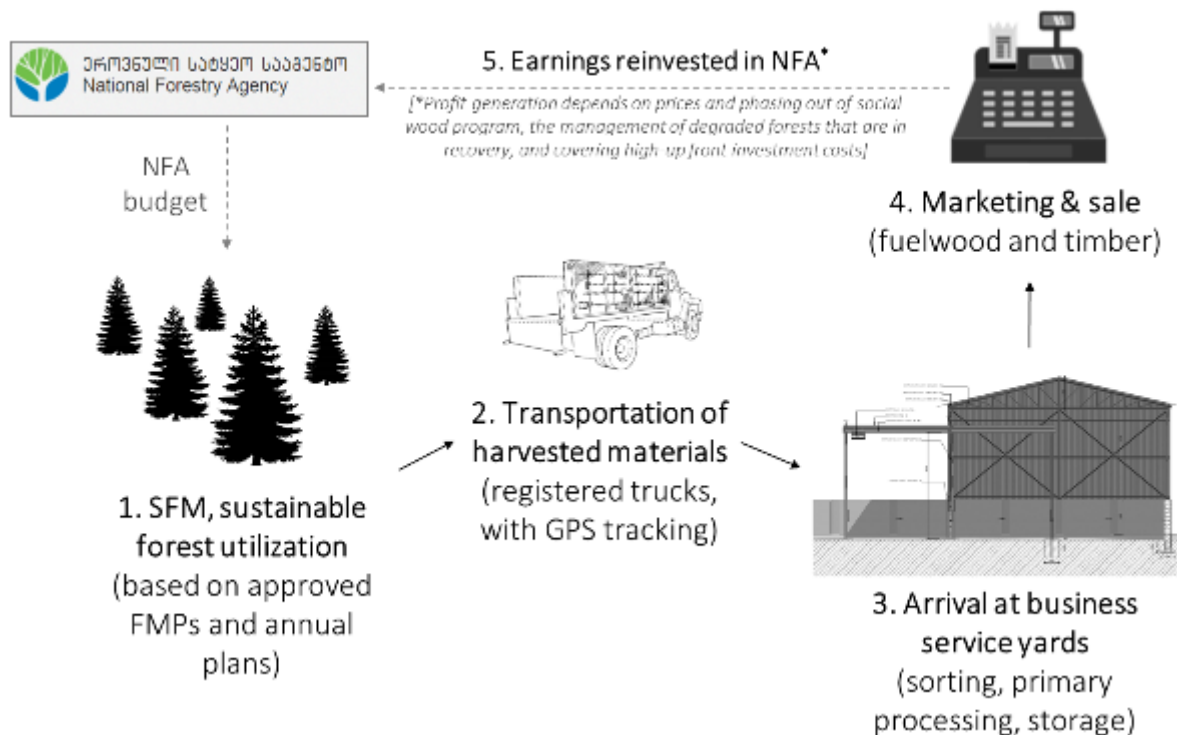 ეროვნული სატყეო სააგენტო
National Forestry Agency
5. Earnings reinvested in NFA*
[*Profit generation depends on prices and phasing out of social
wood program, the management of degraded forests that are in
recovery, and covering high-up front investment costs]
NFA
budget
4. Marketing & sale
(fuelwood and timber)
2. Transportation of
harvested materials
(registered trucks,
with GPS tracking)
1. SFM, sustainable
forest utilization
(based on approved
FMPs and annual
plans)
3. Arrival at business
service yards
(sorting, primary
processing, storage)